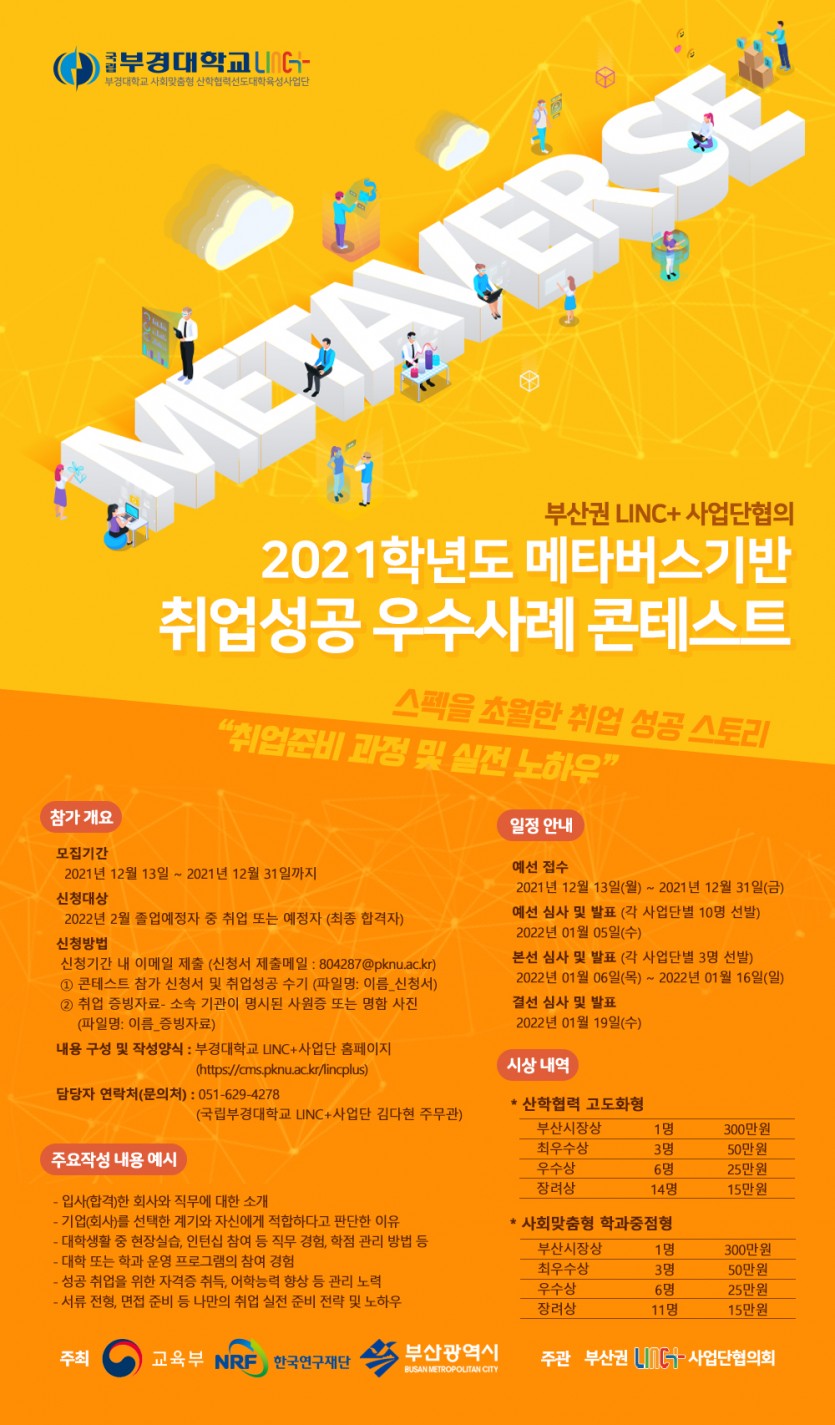 국립 부경대학교 LINC+
부경대학교 사회맞춤형 산학협력선도대학육성사업단
METAVERSE
부산권 LINC+ 사업단협의
2021학년도 메타버스기반
취업성공 우수사례 콘테스트
스펙을 초월한 취업 성공 스토리
“취업준비 과정 및 실전 노하우”
참가 개요
모집기간
2021년 12월 13일 ~ 2021년 12월 31일까지
신청대상
2022년 2월 졸업예정자 중 취업 또는 예정자 (최종 합격자)
신청방법
신청기간 내 이메일 제출 (신청서 제출메일 : 804287@pknu.ac.kr)
① 콘테스트 참가 신청서 및 취업성공 수기 (파일명: 이름_신청서)
② 취업 증빙자료- 소속 기관이 명시된 사원증 또는 명함 사진
(파일명: 이름_증빙자료)
내용 구성 및 작성양식 : 부경대학교 LINC+사업단 홈페이지
(https://cms.pknu.ac.kr/lincplus)
담당자 연락처(문의처) : 051-629-4278
(국립부경대학교 LINC+사업단 김다현 주무관)
주요작성 내용 예시
- 입사(합격)한 회사와 직무에 대한 소개
- 기업(회사)를 선택한 계기와 자신에게 적합하다고 판단한 이유
- 대학생활 중 현장실습, 인턴십 참여 등 직무 경험, 학점 관리 방법 등
- 대학 또는 학과 운영 프로그램의 참여 경험
- 성공 취업을 위한 자격증 취득, 어학능력 향상 등 관리 노력
- 서류 전형, 면접 준비 등 나만의 취업 실전 준비 전략 및 노하우
일정 안내
예선 접수
2021년 12월 13일(월) ~ 2021년 12월 31일(금)
예선 심사 및 발표 (각 사업단별 10명 선발)
2022년 01월 05일(수)
본선 심사 및 발표 (각 사업단별 3명 선발)
2022년 01월 06일(목) ~ 2022년 01월 16일(일)
결선 심사 및 발표
2022년 01월 19일(수)
시상 내역
* 산학협력 고도화형
부산시장상 1명 300만원
최우수상 3명 50만원
우수상 6명 25만원
장려상 14명 15만원
* 사회맞춤형 학과중점형
부산시장상 1명 300만원
최우수상 3명 50만원
우수상 6명 25만원
장려상 11명 15만원
주최 교육부 NRF 한국연구재단 부산광역시
BUSAN METROPOLITAN CITY
주관 부산권 LINC+ 사업단협의회